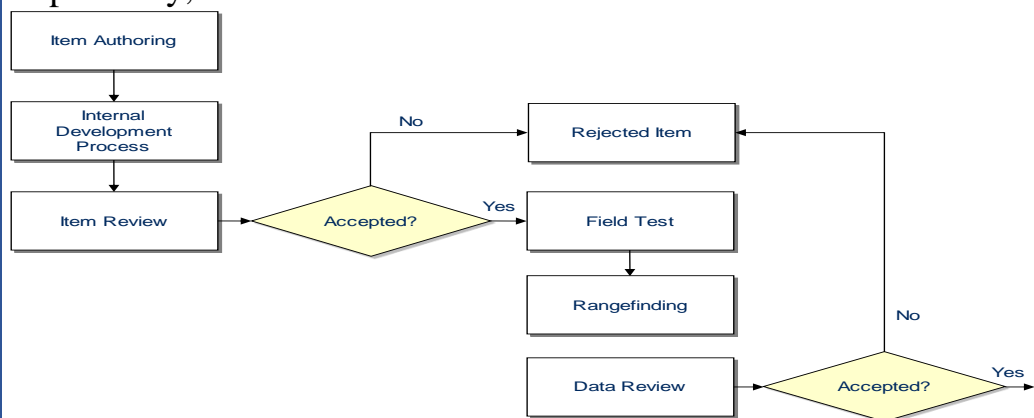 Item Authoring
Internal
Development
Process
No
Rejected Item
Item Review
Accepted?
Yes
Field Test
Rangefinding
No
Data Review
Accepted?
Yes